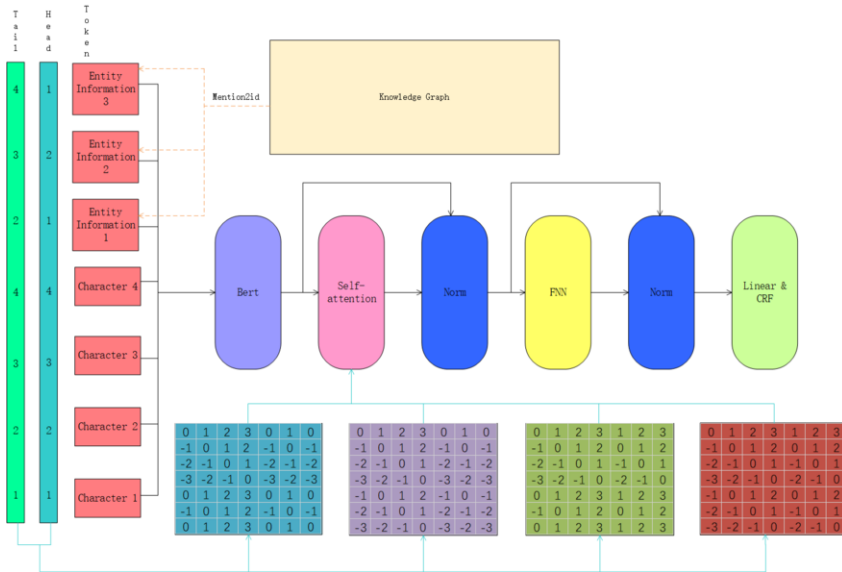 Tail
Head
Token
4
3
2
4
3
2
1
1
2
1
4
3
2
1
Entity
Information
3
Entity
Information
2
Entity
Information
1
Character 4
Character 3
Character 2
Character 1
Mention2id
Knowledge Graph
Bert
Self-
attention
Norm
FNN
Norm
Linear &
CRF
0 1 2 3 0 1 0
-1 0 1 2 -1 0 -1
-2 -1 0 1 -2 -1 -2
-3 -2 -1 0 -3 -2 -3
0 1 2 3 0 1 0
-1 0 1 2 -1 0 -1
0 1 2 3 0 1 0
0 1 2 3 0 1 0
-1 0 1 2 -1 0 -1
-2 -1 0 1 -2 -1 -2
-3 -2 -1 0 -3 -2 -3
-1 0 1 2 -1 0 -1
-2 -1 0 1 -2 -1 -2
-3 -2 -1 0 -3 -2 -3
0 1 2 3 1 2 3
-1 0 1 2 0 1 2
-2 -1 0 1 -1 0 1
-3 -2 -1 0 -2 -1 0
0 1 2 3 1 2 3
-1 0 1 2 0 1 2
0 1 2 3 1 2 3
0 1 2 3 1 2 3
-1 0 1 2 0 1 2
-2 -1 0 1 -1 0 1
-3 -2 -1 0 -2 -1 0
-1 0 1 2 0 1 2
-2 -1 0 1 -1 0 1
-3 -2 -1 0 -2 -1 0